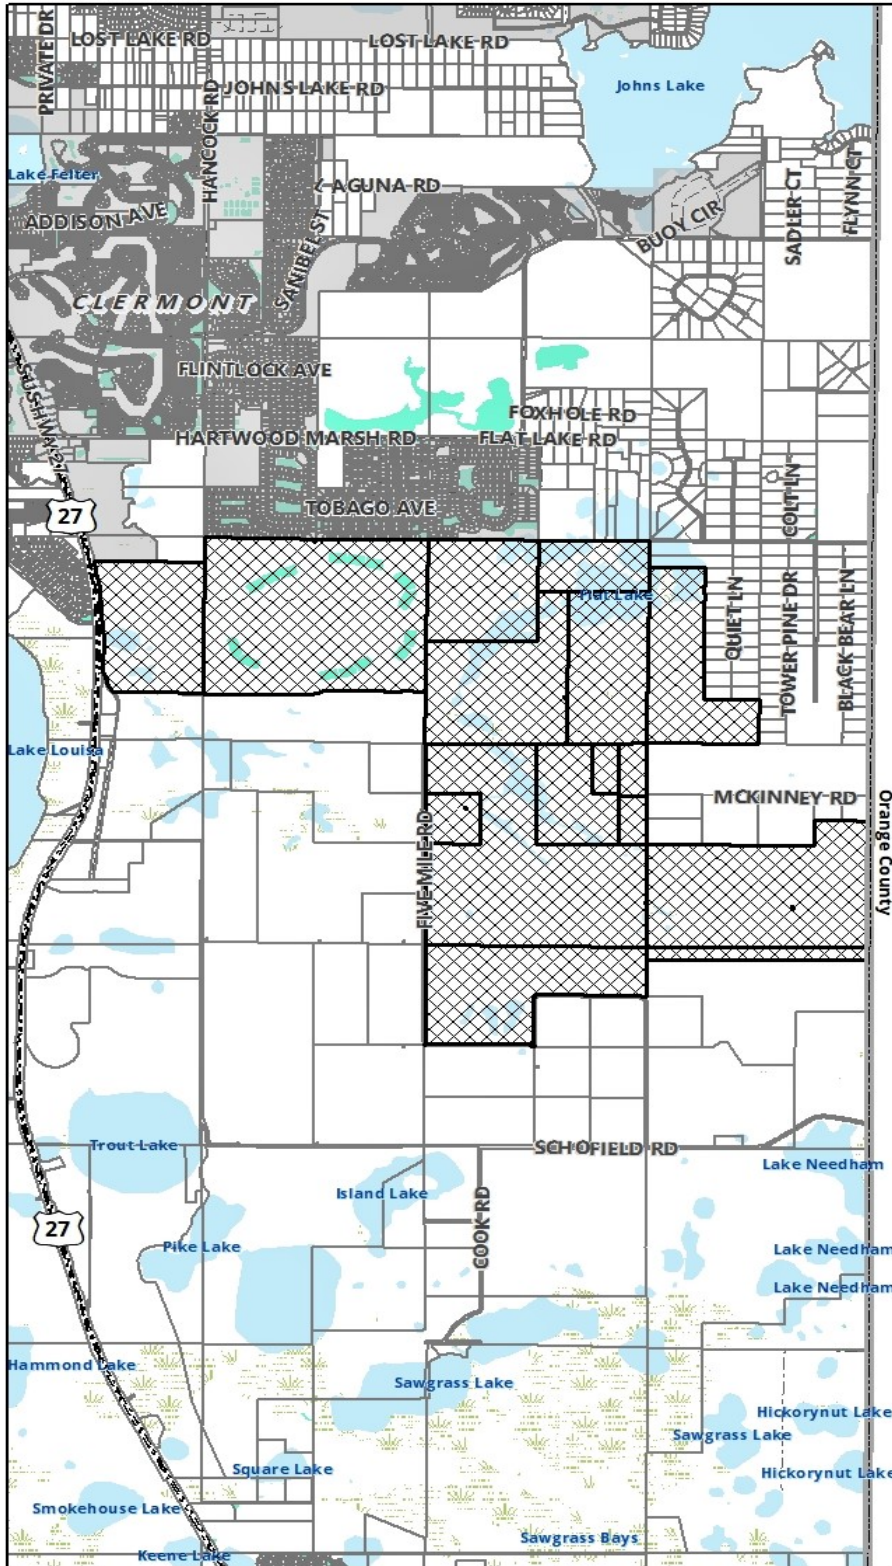 PRIVATE DR
LOST LAKE RD
LOST LAKE RD
JOHNS LAKE RD
Johns Lake
HANCOCK RD
Lake Felter
LAGUNA RD
ADDISON AVE
SANIBEL ST
BUOY CIR
SADLER CT
FLYNN CT
CLERMONT
FLINTLOCK AVE
US HWY 27
FOXHOLE RD
HARTWOOD MARSH RD
FLAT LAKE RD
COLT LN
27
TOBAGO AVE
Flat Lake
QUIET LN
TOWER PINE DR
BLACK BEAR LN
Lake Louisa
MCKINNEY RD
Orange County
FIVE MILE RD
Trout Lake
SCHOFIELD RD
Lake Needham
Island Lake
COOK RD
27
Pike Lake
Lake Needham
Lake Needham
Hammond Lake
Sawgrass Lake
Hickorynut Lake
Sawgrass Lake
Square Lake
Hickorynut Lake
Smokehouse Lake
Sawgrass Bays
Keene Lake